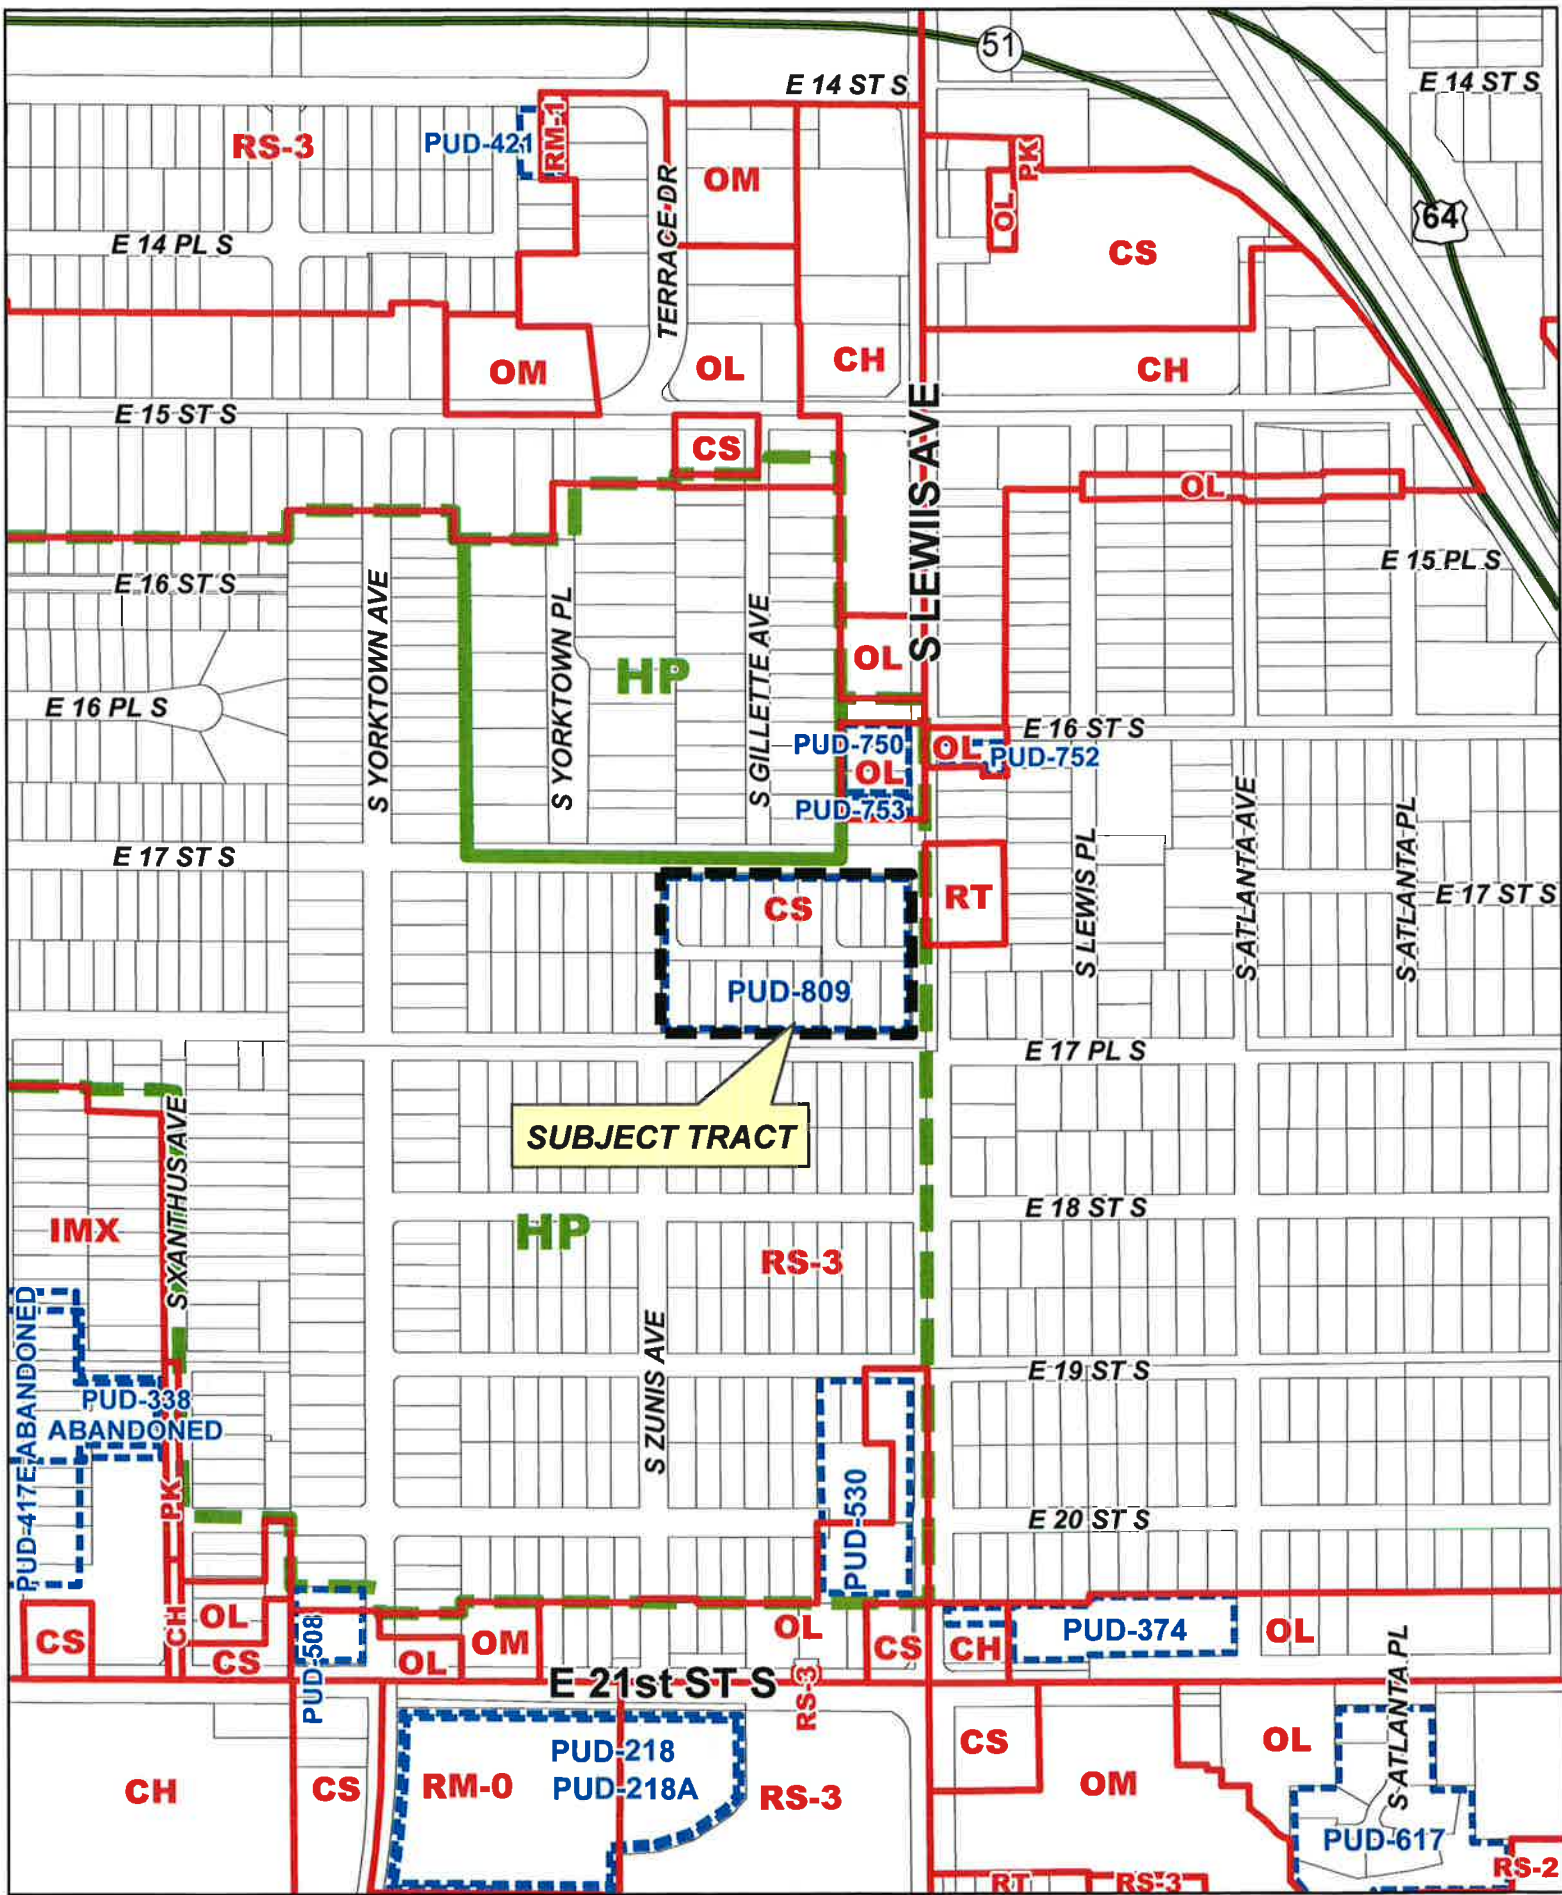 51
E 14 ST S
E 14 ST S
RS-3
PUD-421
RM-1
TERRACE DR
OM
PK
OL
CS
64
E 14 PL S
OM
OL
CH
CH
E 15 ST S
CS
S LEWIS AVE
OL
E 15 PL S
E 16 ST S
S YORKTOWN AVE
S YORKTOWN PL
HP
S GILLETTE AVE
OL
E 16 PL S
E 16 ST S
PUD-750
OL
PUD-752
OL
PUD-753
E 17 ST S
S LEWIS PL
S ATLANTA AVE
S ATLANTA PL
E 17 ST S
CS
RT
PUD-809
E 17 PL S
SUBJECT TRACT
S XANTHUS AVE
IMX
HP
E 18 ST S
RS-3
PUD-417E ABANDONED
S ZUNIS AVE
E 19 ST S
PUD-338
ABANDONED
PK
PUD-530
E 20 ST S
CS
CH
OL
CS
PUD-508
OL
OM
OL
CS
CH
PUD-374
OL
S ATLANTA PL
E 21st ST S
RS-3
CH
CS
RM-0
PUD-218
PUD-218A
RS-3
CS
OM
OL
PUD-617
RS-2
RT
RS-3